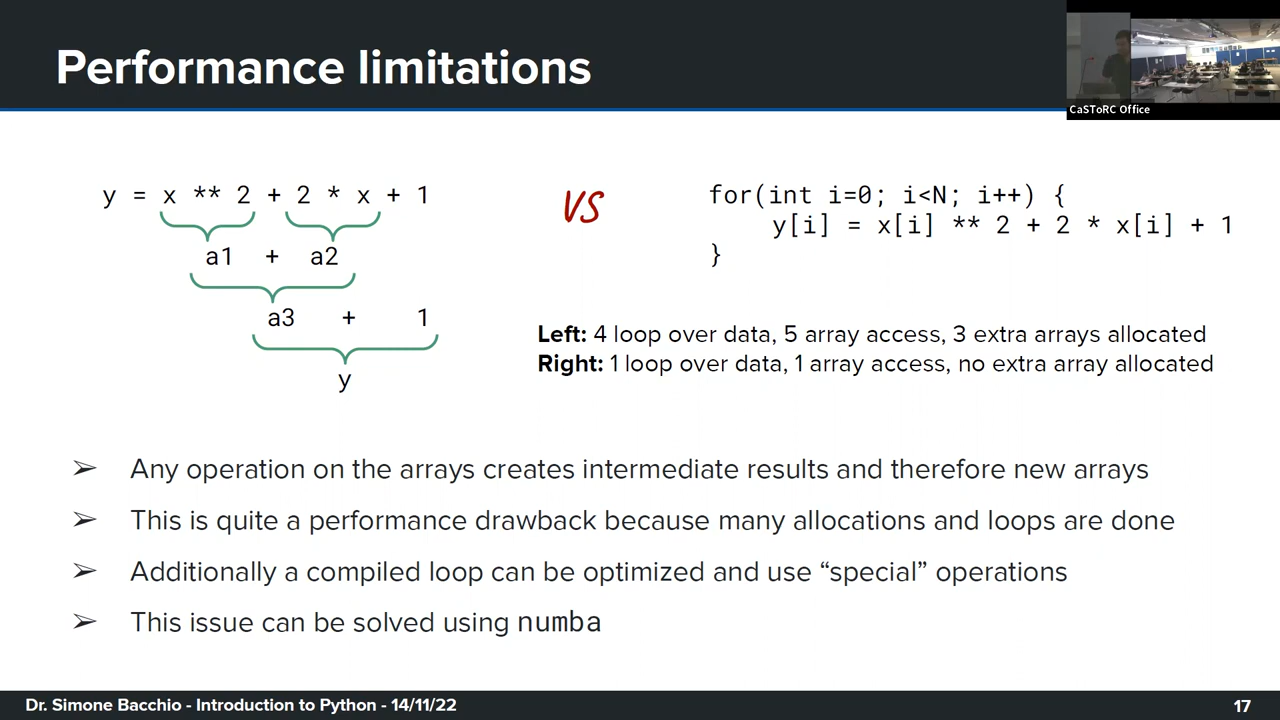 Performance limitations
CaSToRC Office
y = x ** 2 + 2 * x + 1
a1 + a2
a3 + 1
y
VS
for(int i=0; i<N; i++) {
y[i] = x[i] ** 2 + 2 * x[i] + 1
}
Left: 4 loop over data, 5 array access, 3 extra arrays allocated
Right: 1 loop over data, 1 array access, no extra array allocated
➢ Any operation on the arrays creates intermediate results and therefore new arrays
➢ This is quite a performance drawback because many allocations and loops are done
➢ Additionally a compiled loop can be optimized and use “special” operations
➢ This issue can be solved using numba
Dr. Simone Bacchio - Introduction to Python - 14/11/22
17